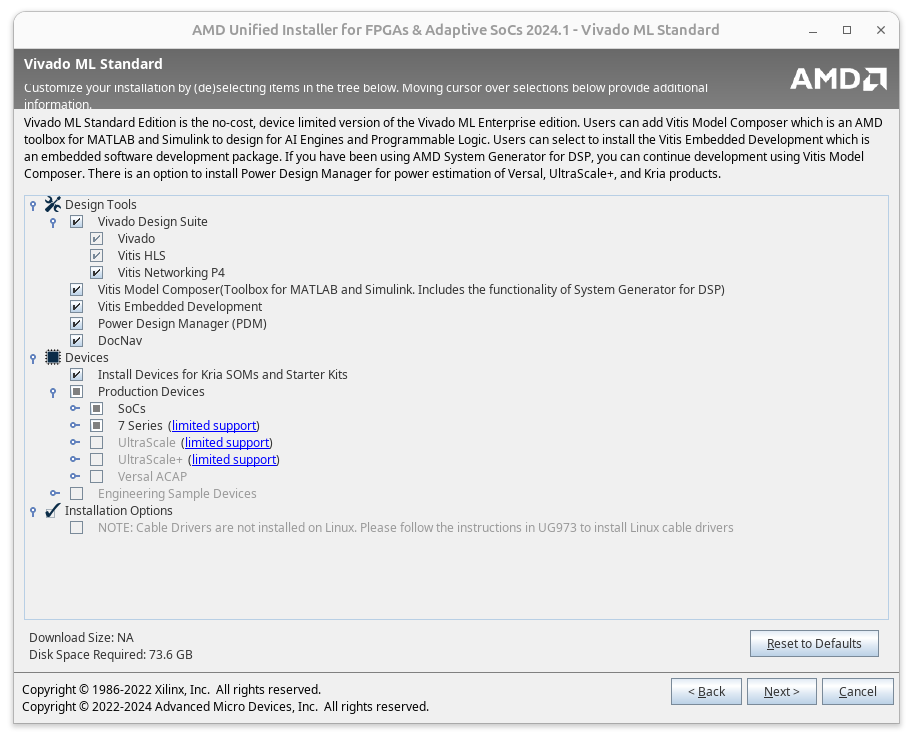 AMD Unified Installer for FPGAs & Adaptive SoCs 2024.1 - Vivado ML Standard
Vivado ML Standard
Customize your installation by (de)selecting items in the tree below. Moving cursor over selections below provide additional
information.
AMD
Vivado ML Standard Edition is the no-cost, device limited version of the Vivado ML Enterprise edition. Users can add Vitis Model Composer which is an AMD
toolbox for MATLAB and Simulink to design for AI Engines and Programmable Logic. Users can select to install the Vitis Embedded Development which is
an embedded software development package. If you have been using AMD System Generator for DSP, you can continue development using Vitis Model
Composer. There is an option to install Power Design Manager for power estimation of Versal, UltraScale+, and Kria products.
Design Tools
Vivado Design Suite
Vivado
Vitis HLS
Vitis Networking P4
Vitis Model Composer(Toolbox for MATLAB and Simulink. Includes the functionality of System Generator for DSP)
Vitis Embedded Development
Power Design Manager (PDM)
DocNav
Devices
Install Devices for Kria SOMs and Starter Kits
Production Devices
SoCs
7 Series (limited support)
UltraScale (limited support)
UltraScale+ (limited support)
Versal ACAP
Engineering Sample Devices
Installation Options
NOTE: Cable Drivers are not installed on Linux. Please follow the instructions in UG973 to install Linux cable drivers
Download Size: NA
Disk Space Required: 73.6 GB
Reset to Defaults
Copyright © 1986-2022 Xilinx, Inc. All rights reserved.
Copyright © 2022-2024 Advanced Micro Devices, Inc. All rights reserved.
< Back
Next >
Cancel